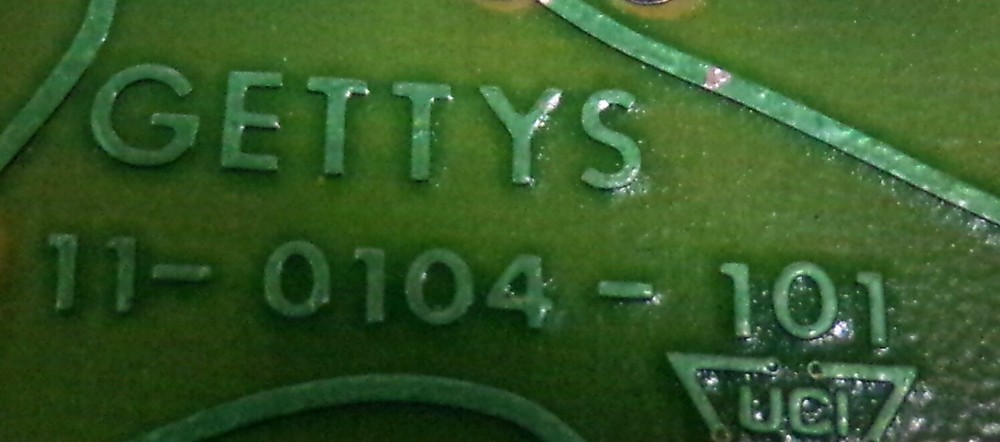 GETTYS
11- 0104 - 101
UCI